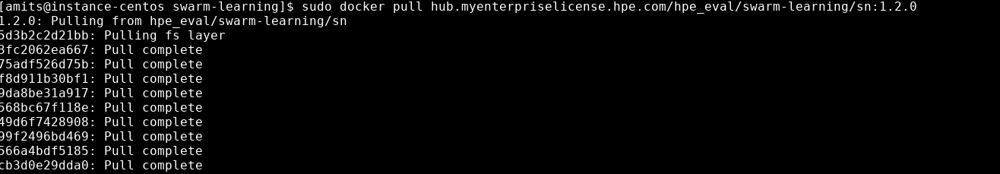 [amits@instance-centos swarm-learning]$ sudo docker pull hub.myenterpriselicense.hpe.com/hpe_eval/swarm-learning/sn:1.2.0
1.2.0: Pulling from hpe_eval/swarm-learning/sn
5d3b2c2d21bb: Pulling fs layer
3fc2062ea667: Pull complete
75adf526d75b: Pull complete
f8d911b30bf1: Pull complete
9da8be31a917: Pull complete
568bc67f118e: Pull complete
49d6f7428908: Pull complete
99f2496bd469: Pull complete
566a4bdf5185: Pull complete
cb3d0e29dda0: Pull complete